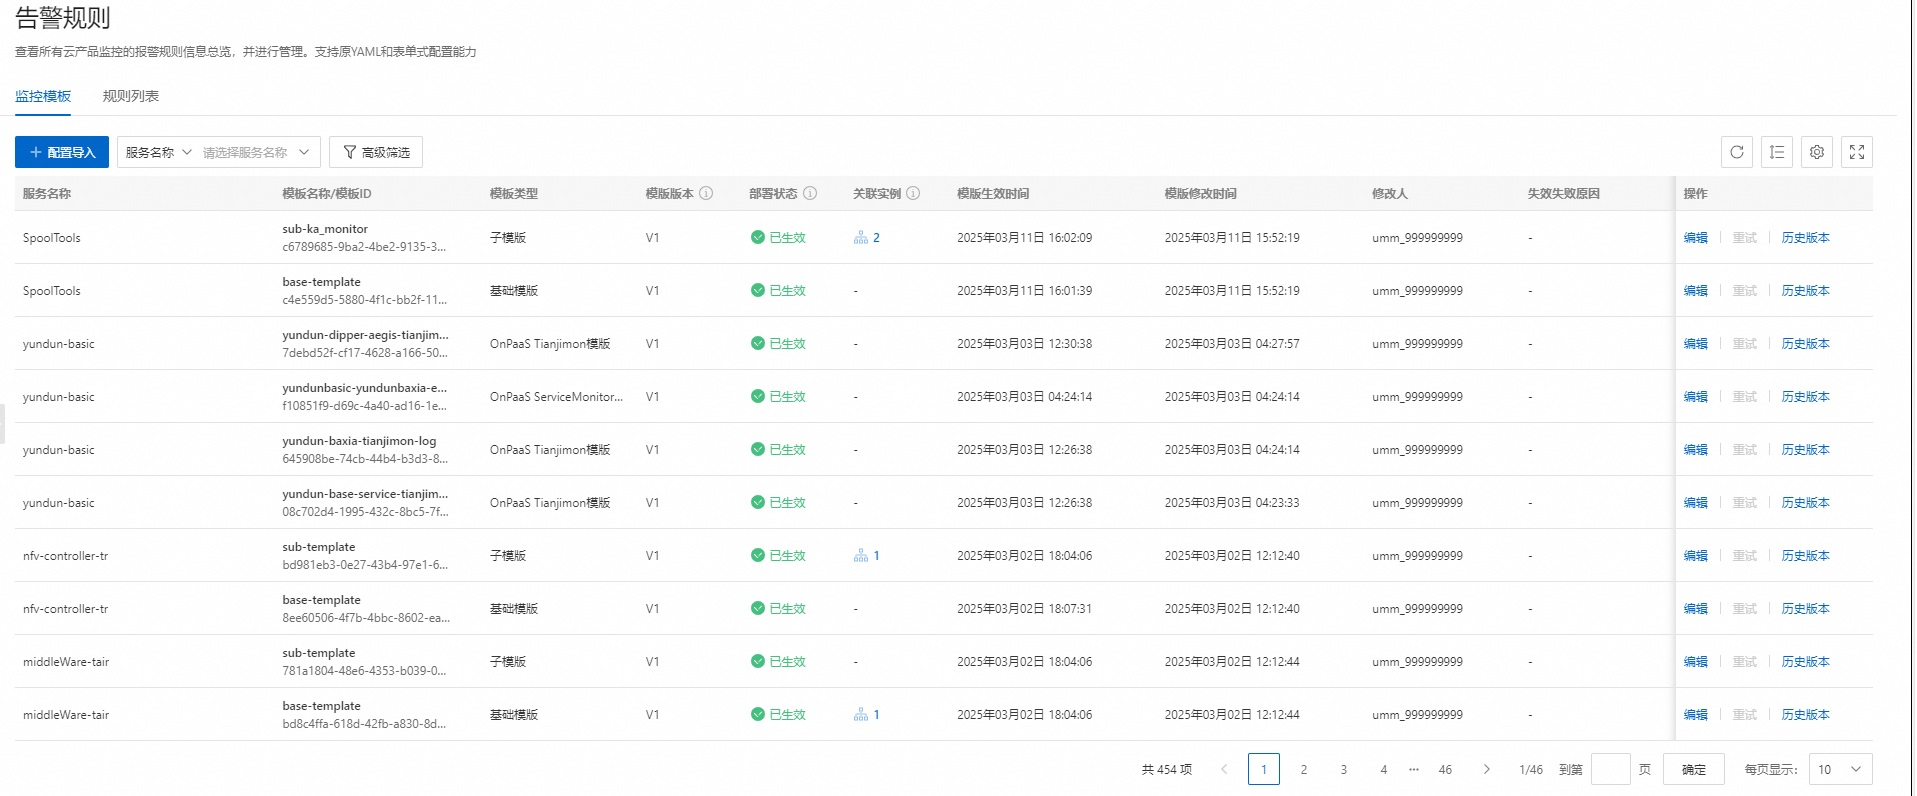 告警规则
查看所有云产品监控的报警规则信息总览，并进行管理。支持原YAML和表单式配置能力
监控模板 规则列表
配置导入 服务名称 请选择服务名称 高级筛选
服务名称 模板名称/模板ID 模板类型 模版版本 部署状态 关联实例 模版生效时间 模版修改时间 修改人 失效失败原因 操作
SpoolTools sub-ka_monitor 子模版 V1 已生效 2 2025年03月11日 16:02:09 2025年03月11日 15:52:19 umm_999999999 - 编辑 重试 历史版本
c6789685-9ba2-4be2-9135-3...
SpoolTools base-template 基础模版 V1 已生效 - 2025年03月11日 16:01:39 2025年03月11日 15:52:19 umm_999999999 - 编辑 重试 历史版本
c4e559d5-5880-4f1c-bb2f-11...
yundun-basic yundun-dipper-aegis-tianjim... OnPaaS Tianjimon模版 V1 已生效 - 2025年03月03日 12:30:38 2025年03月03日 04:27:57 umm_999999999 - 编辑 重试 历史版本
7debd52f-cf17-4628-a166-50...
yundun-basic yundunbasic-yundunbaxia-e... OnPaaS ServiceMonitor... V1 已生效 - 2025年03月03日 04:24:14 2025年03月03日 04:24:14 umm_999999999 - 编辑 重试 历史版本
f10851f9-d69c-4a40-ad16-1e...
yundun-basic yundun-baxia-tianjimon-log OnPaaS Tianjimon模版 V1 已生效 - 2025年03月03日 12:26:38 2025年03月03日 04:24:14 umm_999999999 - 编辑 重试 历史版本
645908be-74cb-44b4-b3d3-8...
yundun-basic yundun-base-service-tianjim... OnPaaS Tianjimon模版 V1 已生效 - 2025年03月03日 12:26:38 2025年03月03日 04:23:33 umm_999999999 - 编辑 重试 历史版本
08c702d4-1995-432c-8bc5-7f...
nfv-controller-tr sub-template 子模版 V1 已生效 1 2025年03月02日 18:04:06 2025年03月02日 12:12:40 umm_999999999 - 编辑 重试 历史版本
bd981eb3-0e27-43b4-97e1-6...
nfv-controller-tr base-template 基础模版 V1 已生效 - 2025年03月02日 18:07:31 2025年03月02日 12:12:40 umm_999999999 - 编辑 重试 历史版本
8ee60506-4f7b-4bbc-8602-ea...
middleWare-tair sub-template 子模版 V1 已生效 - 2025年03月02日 18:04:06 2025年03月02日 12:12:44 umm_999999999 - 编辑 重试 历史版本
781a1804-48e6-4353-b039-0...
middleWare-tair base-template 基础模版 V1 已生效 1 2025年03月02日 18:04:06 2025年03月02日 12:12:44 umm_999999999 - 编辑 重试 历史版本
bd8c4ffa-618d-42fb-a830-8d...
共 454 项 1 2 3 4 ··· 46 1/46 到第 页 确定 每页显示: 10